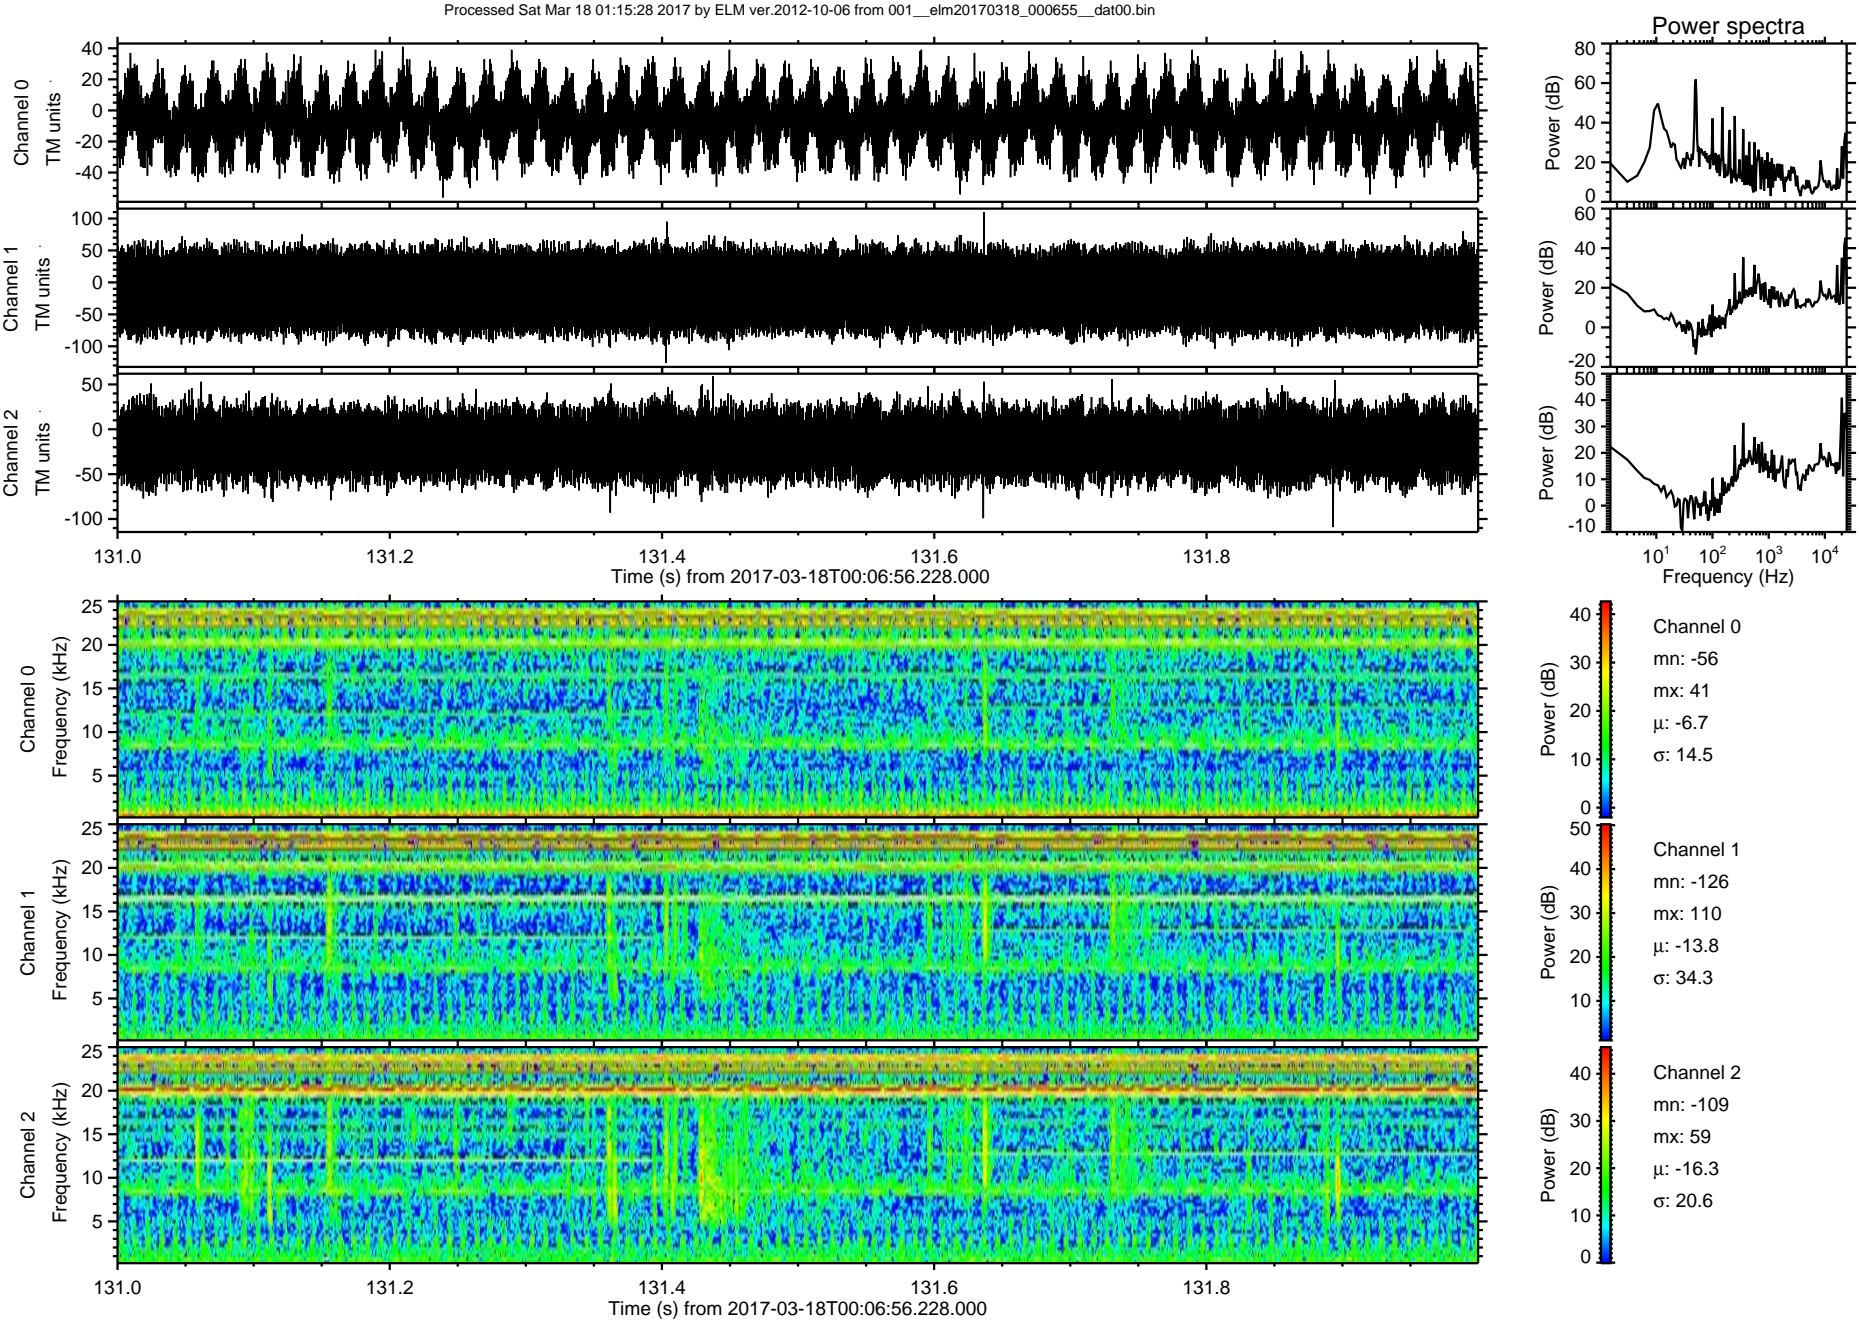 Processed Sat Mar 18 01:15:28 2017 by ELM ver.2012-10-06 from 001__elm20170318_000655__dat00.bin
Power spectra
Channel 0
TM units
40
20
0
-20
-40
Power (dB)
80
60
40
20
0
Channel 1
TM units
100
50
0
-50
-100
Power (dB)
60
40
20
0
-20
Channel 2
TM units
50
0
-50
-100
Power (dB)
50
40
30
20
10
0
-10
131.0 131.2 131.4 131.6 131.8
Time (s) from 2017-03-18T00:06:56.228.000
10^1 10^2 10^3 10^4
Frequency (Hz)
Channel 0
Frequency (kHz)
25
20
15
10
5
Power (dB)
40
30
20
10
0
Channel 0
mn: -56
mx: 41
μ: -6.7
σ: 14.5
Channel 1
Frequency (kHz)
25
20
15
10
5
Power (dB)
50
40
30
20
10
Channel 1
mn: -126
mx: 110
μ: -13.8
σ: 34.3
Channel 2
Frequency (kHz)
25
20
15
10
5
Power (dB)
40
30
20
10
0
Channel 2
mn: -109
mx: 59
μ: -16.3
σ: 20.6
131.0 131.2 131.4 131.6 131.8
Time (s) from 2017-03-18T00:06:56.228.000